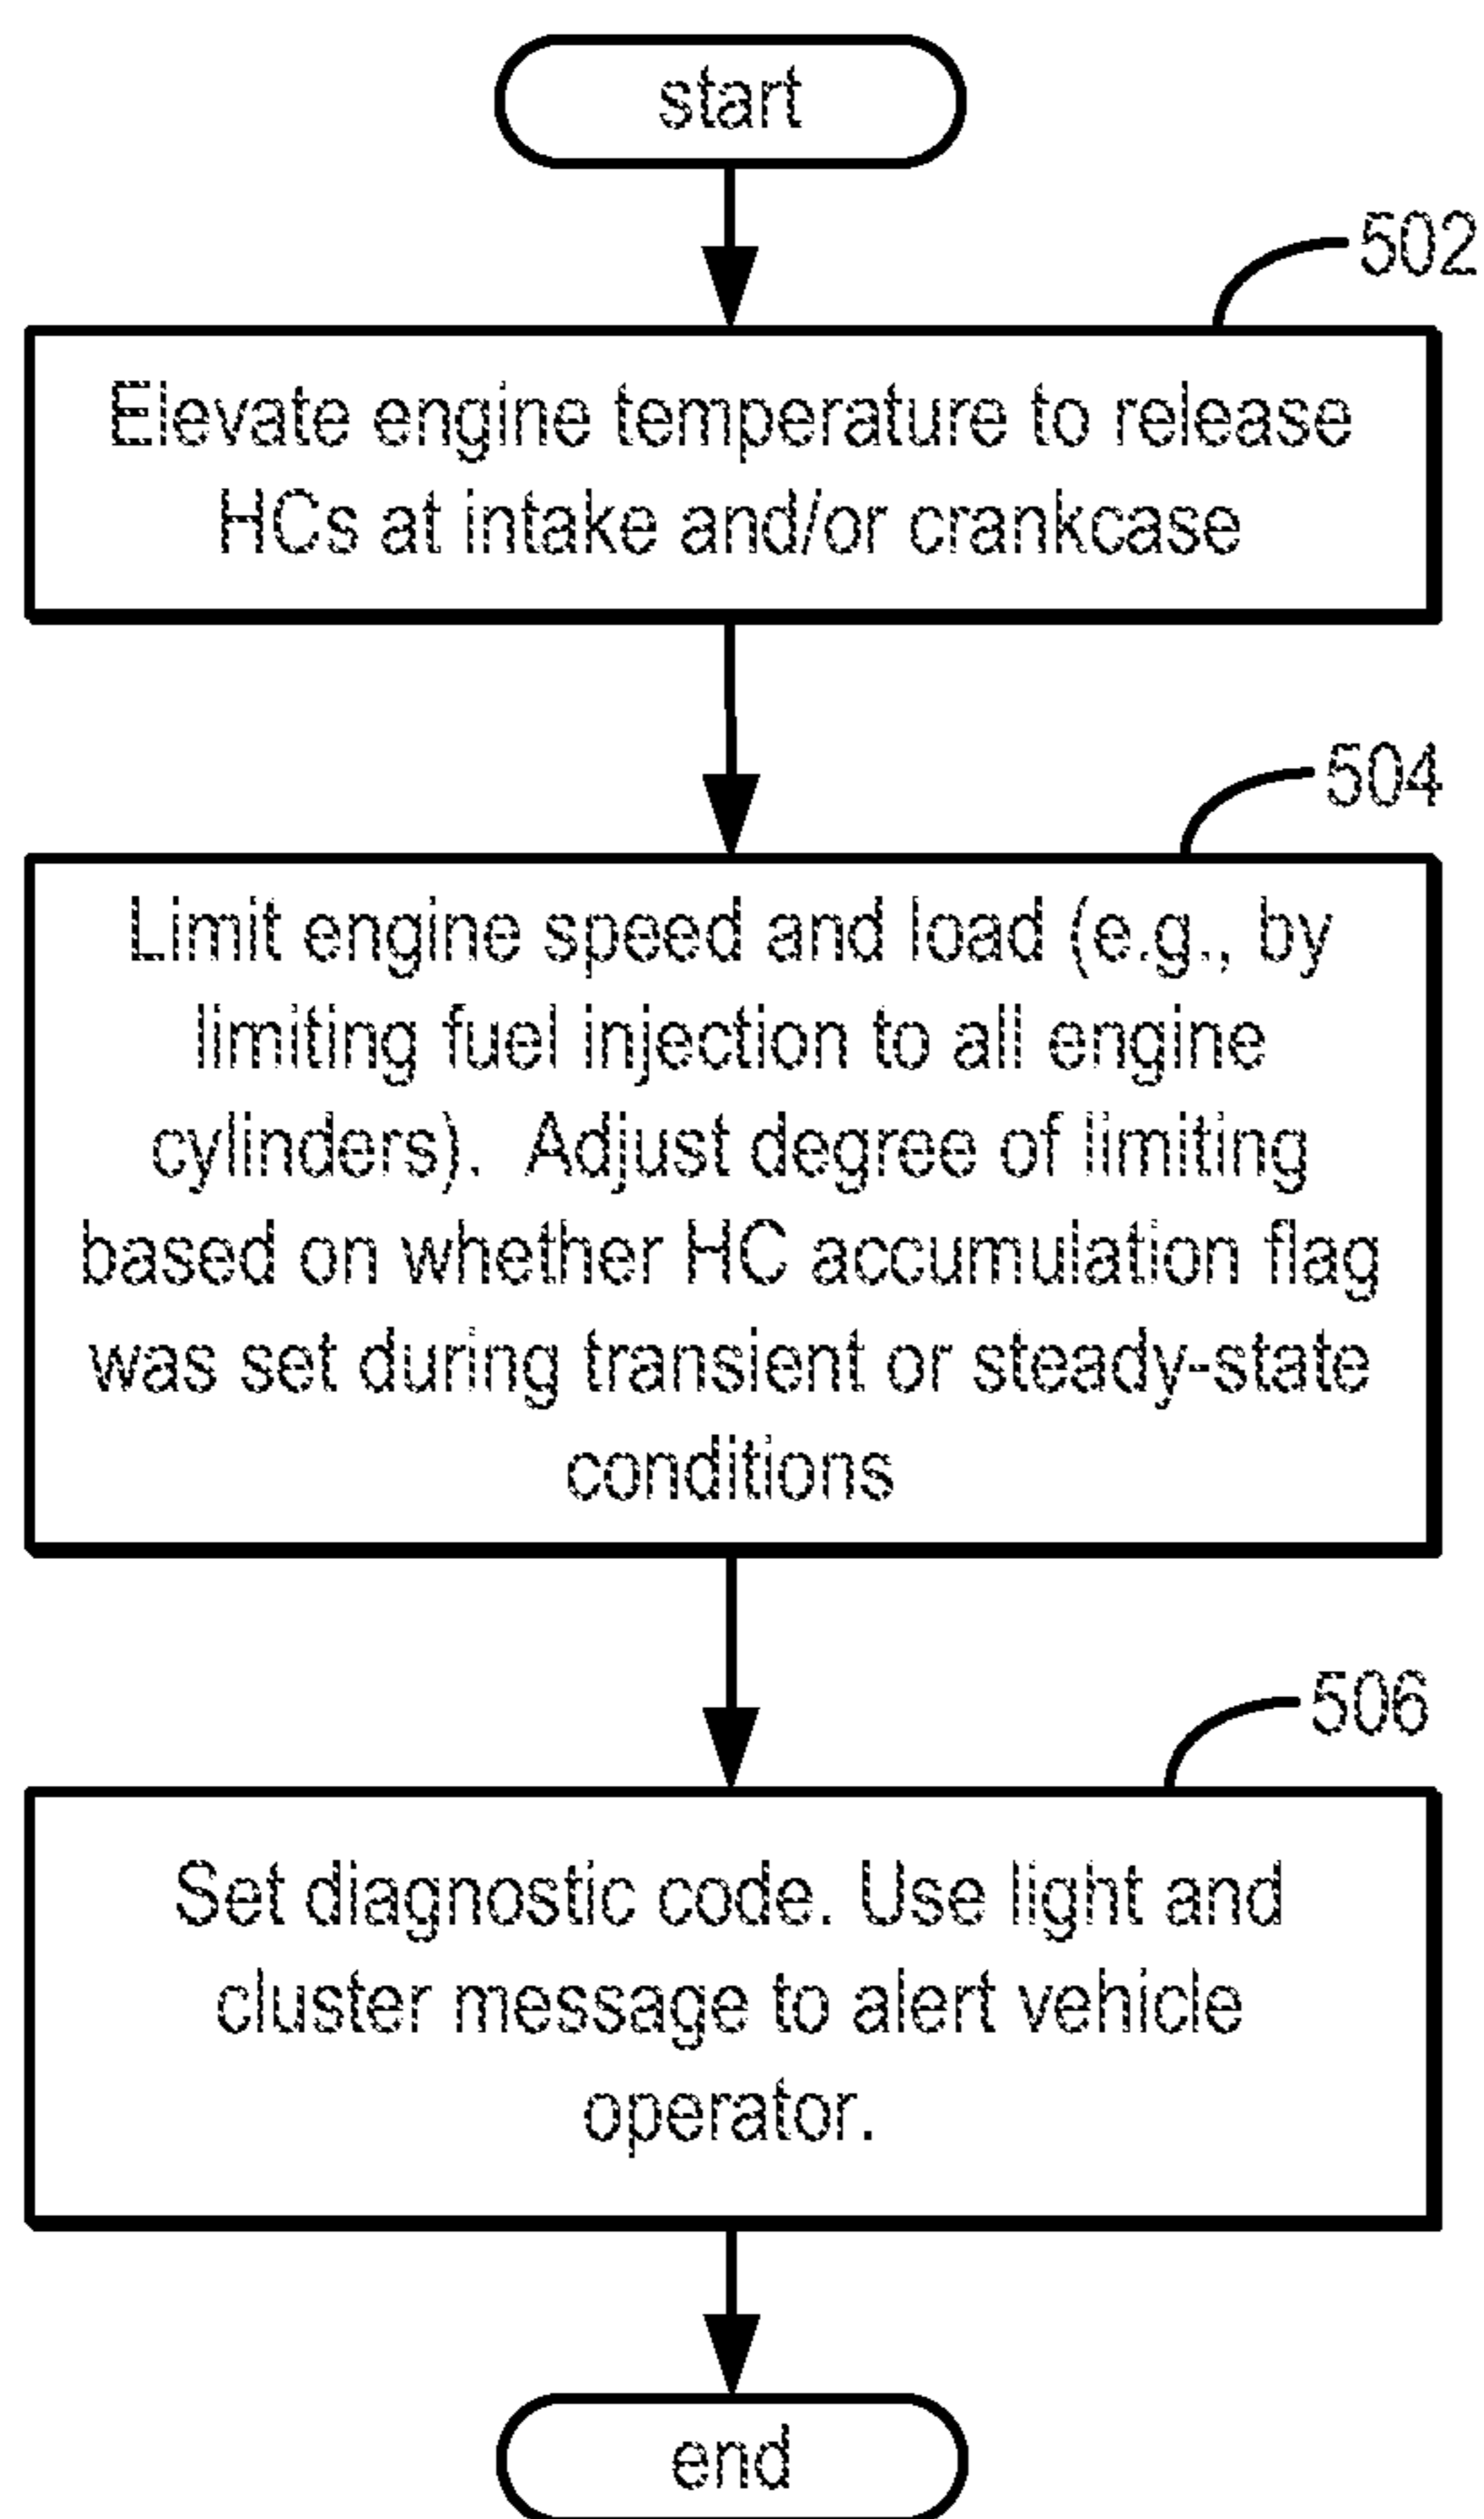 start
502
Elevate engine temperature to release
HCs at intake and/or crankcase
504
Limit engine speed and load (e.g., by
limiting fuel injection to all engine
cylinders).  Adjust degree of limiting
based on whether HC accumulation flag
was set during transient or steady-state
conditions
506
Set diagnostic code. Use light and
cluster message to alert vehicle
operator.
end